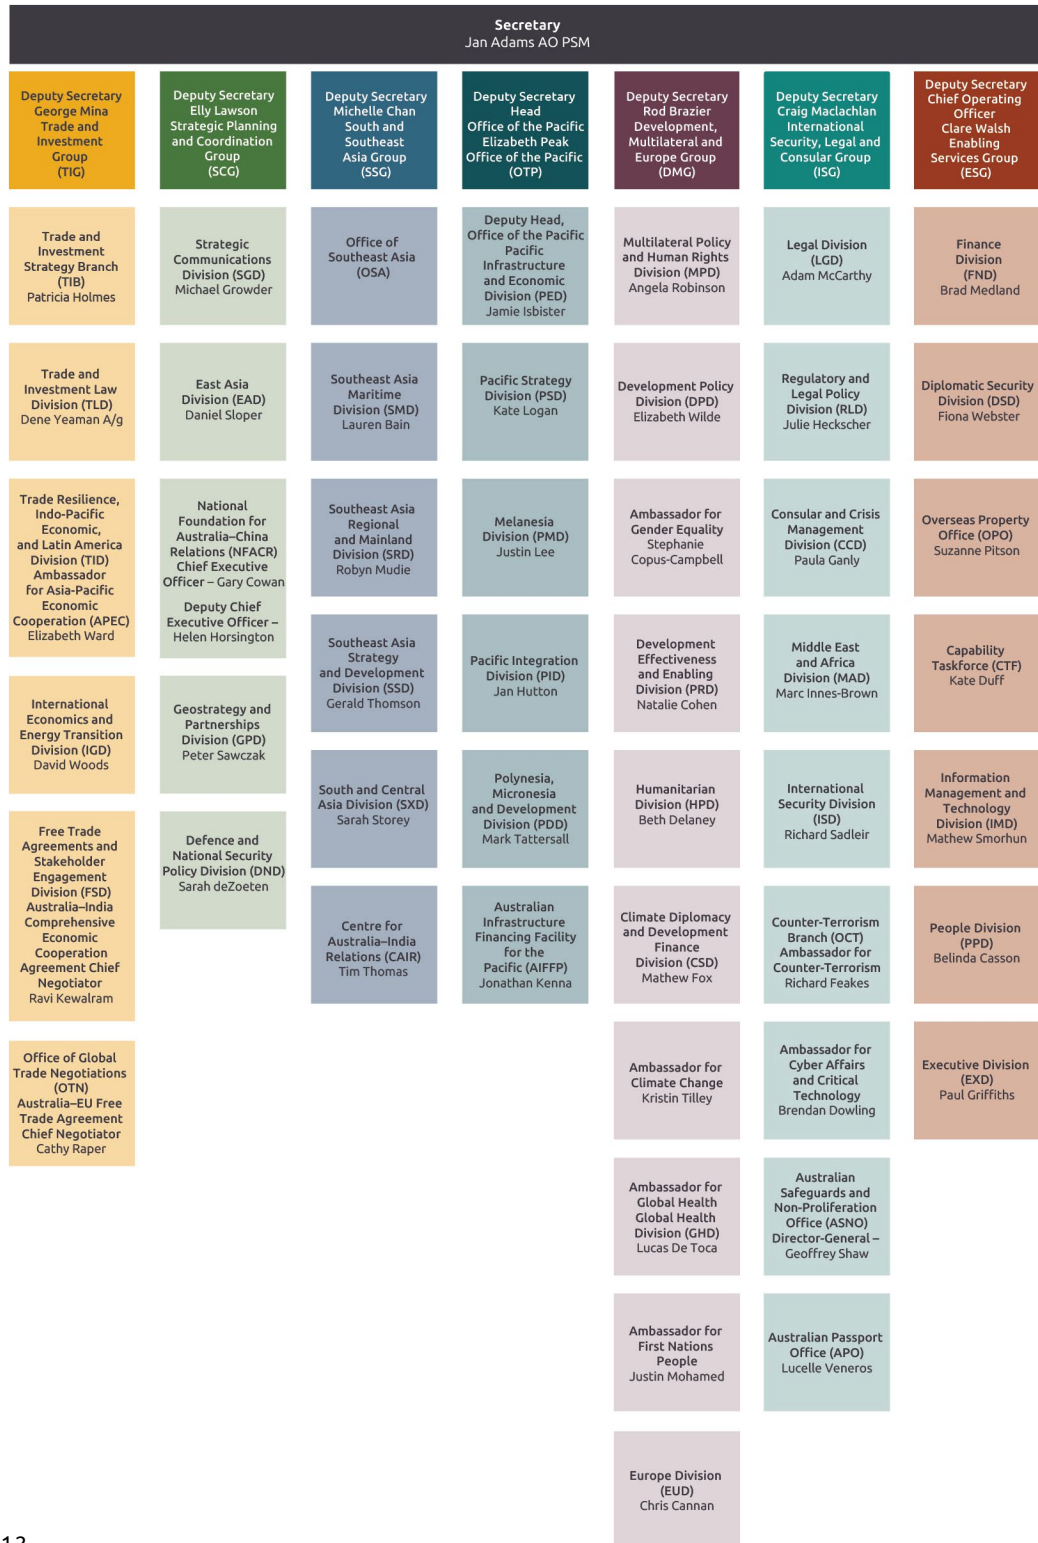 Secretary
Jan Adams AO PSM
Deputy Secretary
George Mina
Trade and
Investment
Group
(TIG)
Trade and
Investment
Strategy Branch
(TIB)
Patricia Holmes
Trade and
Investment Law
Division (TLD)
Dene Yeaman A/g
Trade Resilience,
Indo-Pacific
Economic,
and Latin America
Division (TID)
Ambassador
for Asia-Pacific
Economic
Cooperation (APEC)
Elizabeth Ward
International
Economics and
Energy Transition
Division (IGD)
David Woods
Free Trade
Agreements and
Stakeholder
Engagement
Division (FSD)
Australia–India
Comprehensive
Economic
Cooperation
Agreement Chief
Negotiator
Ravi Kewalram
Office of Global
Trade Negotiations
(OTN)
Australia–EU Free
Trade Agreement
Chief Negotiator
Cathy Raper
Deputy Secretary
Elly Lawson
Strategic Planning
and Coordination
Group
(SCG)
Strategic
Communications
Division (SGD)
Michael Growder
East Asia
Division (EAD)
Daniel Sloper
National
Foundation for
Australia–China
Relations (NFACR)
Chief Executive
Officer – Gary Cowan
Deputy Chief
Executive Officer –
Helen Horsington
Geostrategy and
Partnerships
Division (GPD)
Peter Sawczak
Defence and
National Security
Policy Division (DND)
Sarah deZoeten
Deputy Secretary
Michelle Chan
South and
Southeast
Asia Group
(SSG)
Office of
Southeast Asia
(OSA)
Southeast Asia
Maritime
Division (SMD)
Lauren Bain
Southeast Asia
Regional
and Mainland
Division (SRD)
Robyn Mudie
Southeast Asia
Strategy
and Development
Division (SSD)
Gerald Thomson
South and Central
Asia Division (SXD)
Sarah Storey
Centre for
Australia–India
Relations (CAIR)
Tim Thomas
Deputy Secretary
Head
Office of the Pacific
Elizabeth Peak
Office of the Pacific
(OTP)
Deputy Head,
Office of the Pacific
Pacific
Infrastructure
and Economic
Division (PED)
Jamie Isbister
Pacific Strategy
Division (PSD)
Kate Logan
Melanesia
Division (PMD)
Justin Lee
Pacific Integration
Division (PID)
Jan Hutton
Polynesia,
Micronesia
and Development
Division (PDD)
Mark Tattersall
Australian
Infrastructure
Financing Facility
for the
Pacific (AIFFP)
Jonathan Kenna
Deputy Secretary
Rod Brazier
Development,
Multilateral and
Europe Group
(DMG)
Multilateral Policy
and Human Rights
Division (MPD)
Angela Robinson
Development Policy
Division (DPD)
Elizabeth Wilde
Ambassador for
Gender Equality
Stephanie
Copus-Campbell
Development
Effectiveness
and Enabling
Division (PRD)
Natalie Cohen
Humanitarian
Division (HPD)
Beth Delaney
Climate Diplomacy
and Development
Finance
Division (CSD)
Mathew Fox
Ambassador for
Climate Change
Kristin Tilley
Ambassador for
Global Health
Global Health
Division (GHD)
Lucas De Toca
Ambassador for
First Nations
People
Justin Mohamed
Europe Division
(EUD)
Chris Cannan
Deputy Secretary
Craig Maclachlan
International
Security, Legal and
Consular Group
(ISG)
Legal Division
(LGD)
Adam McCarthy
Regulatory and
Legal Policy
Division (RLD)
Julie Heckscher
Consular and Crisis
Management
Division (CCD)
Paula Ganly
Middle East
and Africa
Division (MAD)
Marc Innes-Brown
International
Security Division
(ISD)
Richard Sadleir
Counter-Terrorism
Branch (OCT)
Ambassador for
Counter-Terrorism
Richard Feakes
Ambassador for
Cyber Affairs
and Critical
Technology
Brendan Dowling
Australian
Safeguards and
Non-Proliferation
Office (ASNO)
Director-General –
Geoffrey Shaw
Australian Passport
Office (APO)
Lucelle Veneros
Deputy Secretary
Chief Operating
Officer
Clare Walsh
Enabling
Services Group
(ESG)
Finance
Division
(FND)
Brad Medland
Diplomatic Security
Division (DSD)
Fiona Webster
Overseas Property
Office (OPO)
Suzanne Pitson
Capability
Taskforce (CTF)
Kate Duff
Information
Management and
Technology
Division (IMD)
Mathew Smorhun
People Division
(PPD)
Belinda Casson
Executive Division
(EXD)
Paul Griffiths